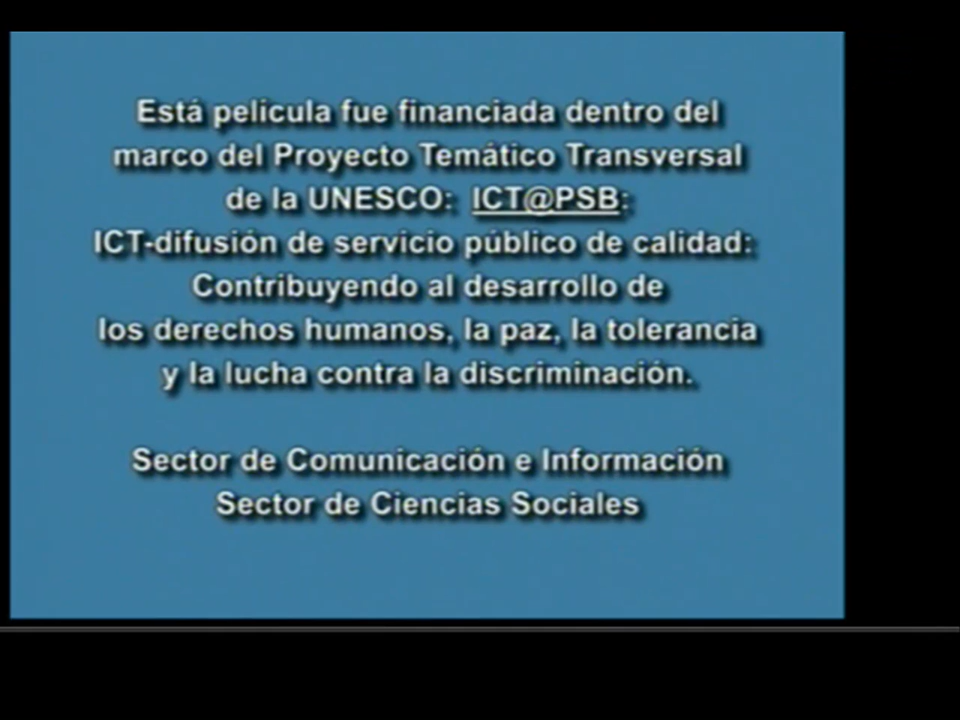 Está película fue financiada dentro del
marco del Proyecto Temático Transversal
de la UNESCO: ICT@PSB:
ICT-difusión de servicio público de calidad:
Contribuyendo al desarrollo de
los derechos humanos, la paz, la tolerancia
y la lucha contra la discriminación.
Sector de Comunicación e Información
Sector de Ciencias Sociales